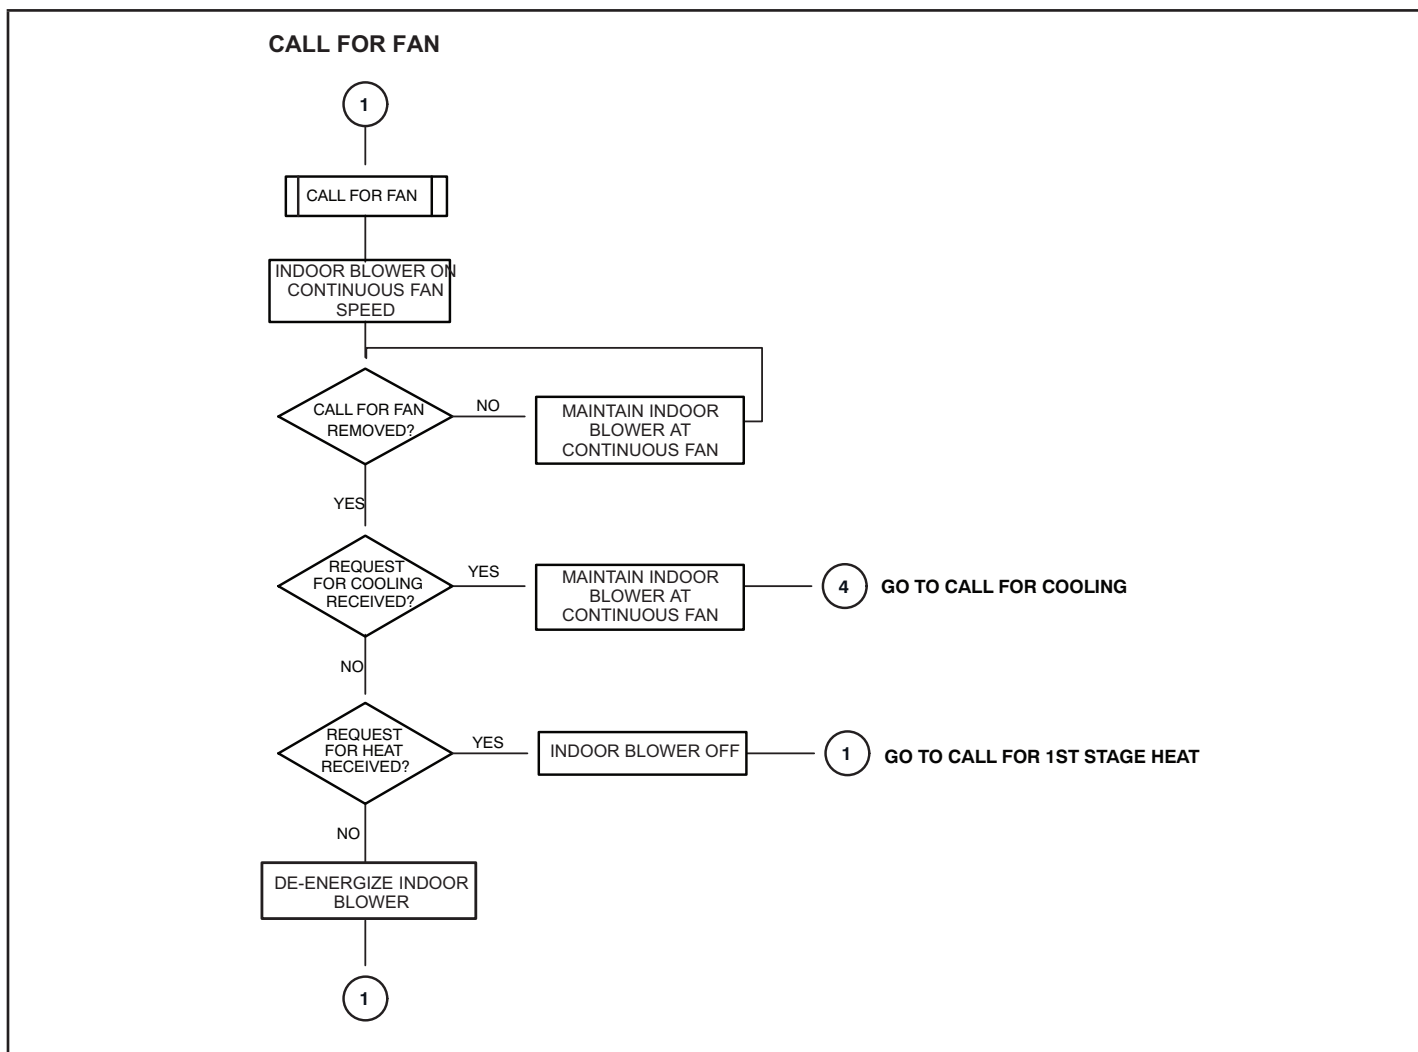 CALL FOR FAN
1
CALL FOR FAN
INDOOR BLOWER ON
CONTINUOUS FAN
SPEED
CALL FOR FAN
REMOVED?
NO
MAINTAIN INDOOR
BLOWER AT
CONTINUOUS FAN
YES
REQUEST
FOR COOLING
RECEIVED?
YES
MAINTAIN INDOOR
BLOWER AT
CONTINUOUS FAN
4
GO TO CALL FOR COOLING
NO
REQUEST
FOR HEAT
RECEIVED?
YES
INDOOR BLOWER OFF
1
GO TO CALL FOR 1ST STAGE HEAT
NO
DE-ENERGIZE INDOOR
BLOWER
1